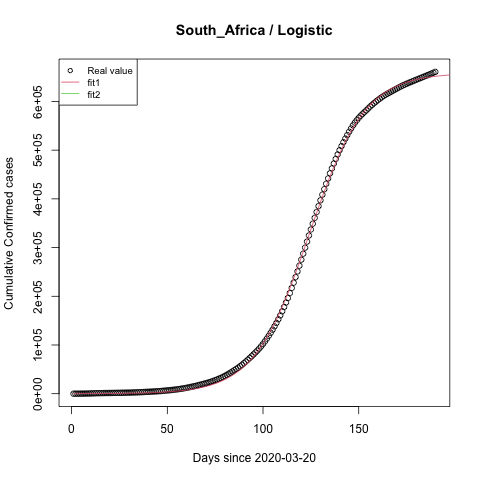 South_Africa / Logistic
Real value
fit1
fit2
Cumulative Confirmed cases
6e+05
5e+05
4e+05
3e+05
2e+05
1e+05
0e+00
0 50 100 150
Days since 2020-03-20